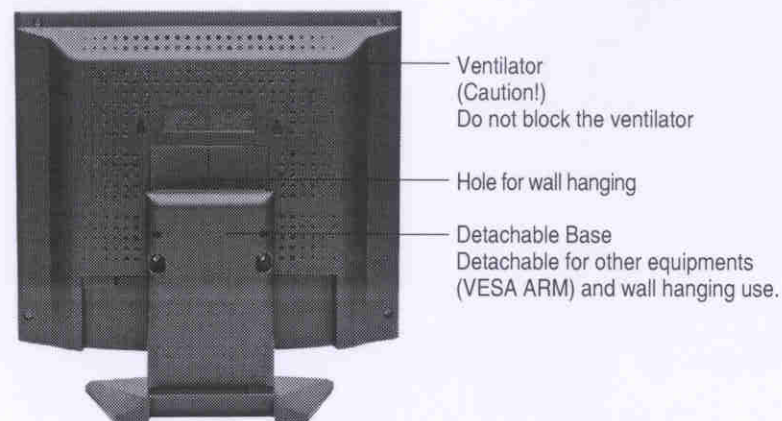 Ventilator
(Caution!)
Do not block the ventilator
Hole for wall hanging
Detachable Base
Detachable for other equipments
(VESA ARM) and wall hanging use.